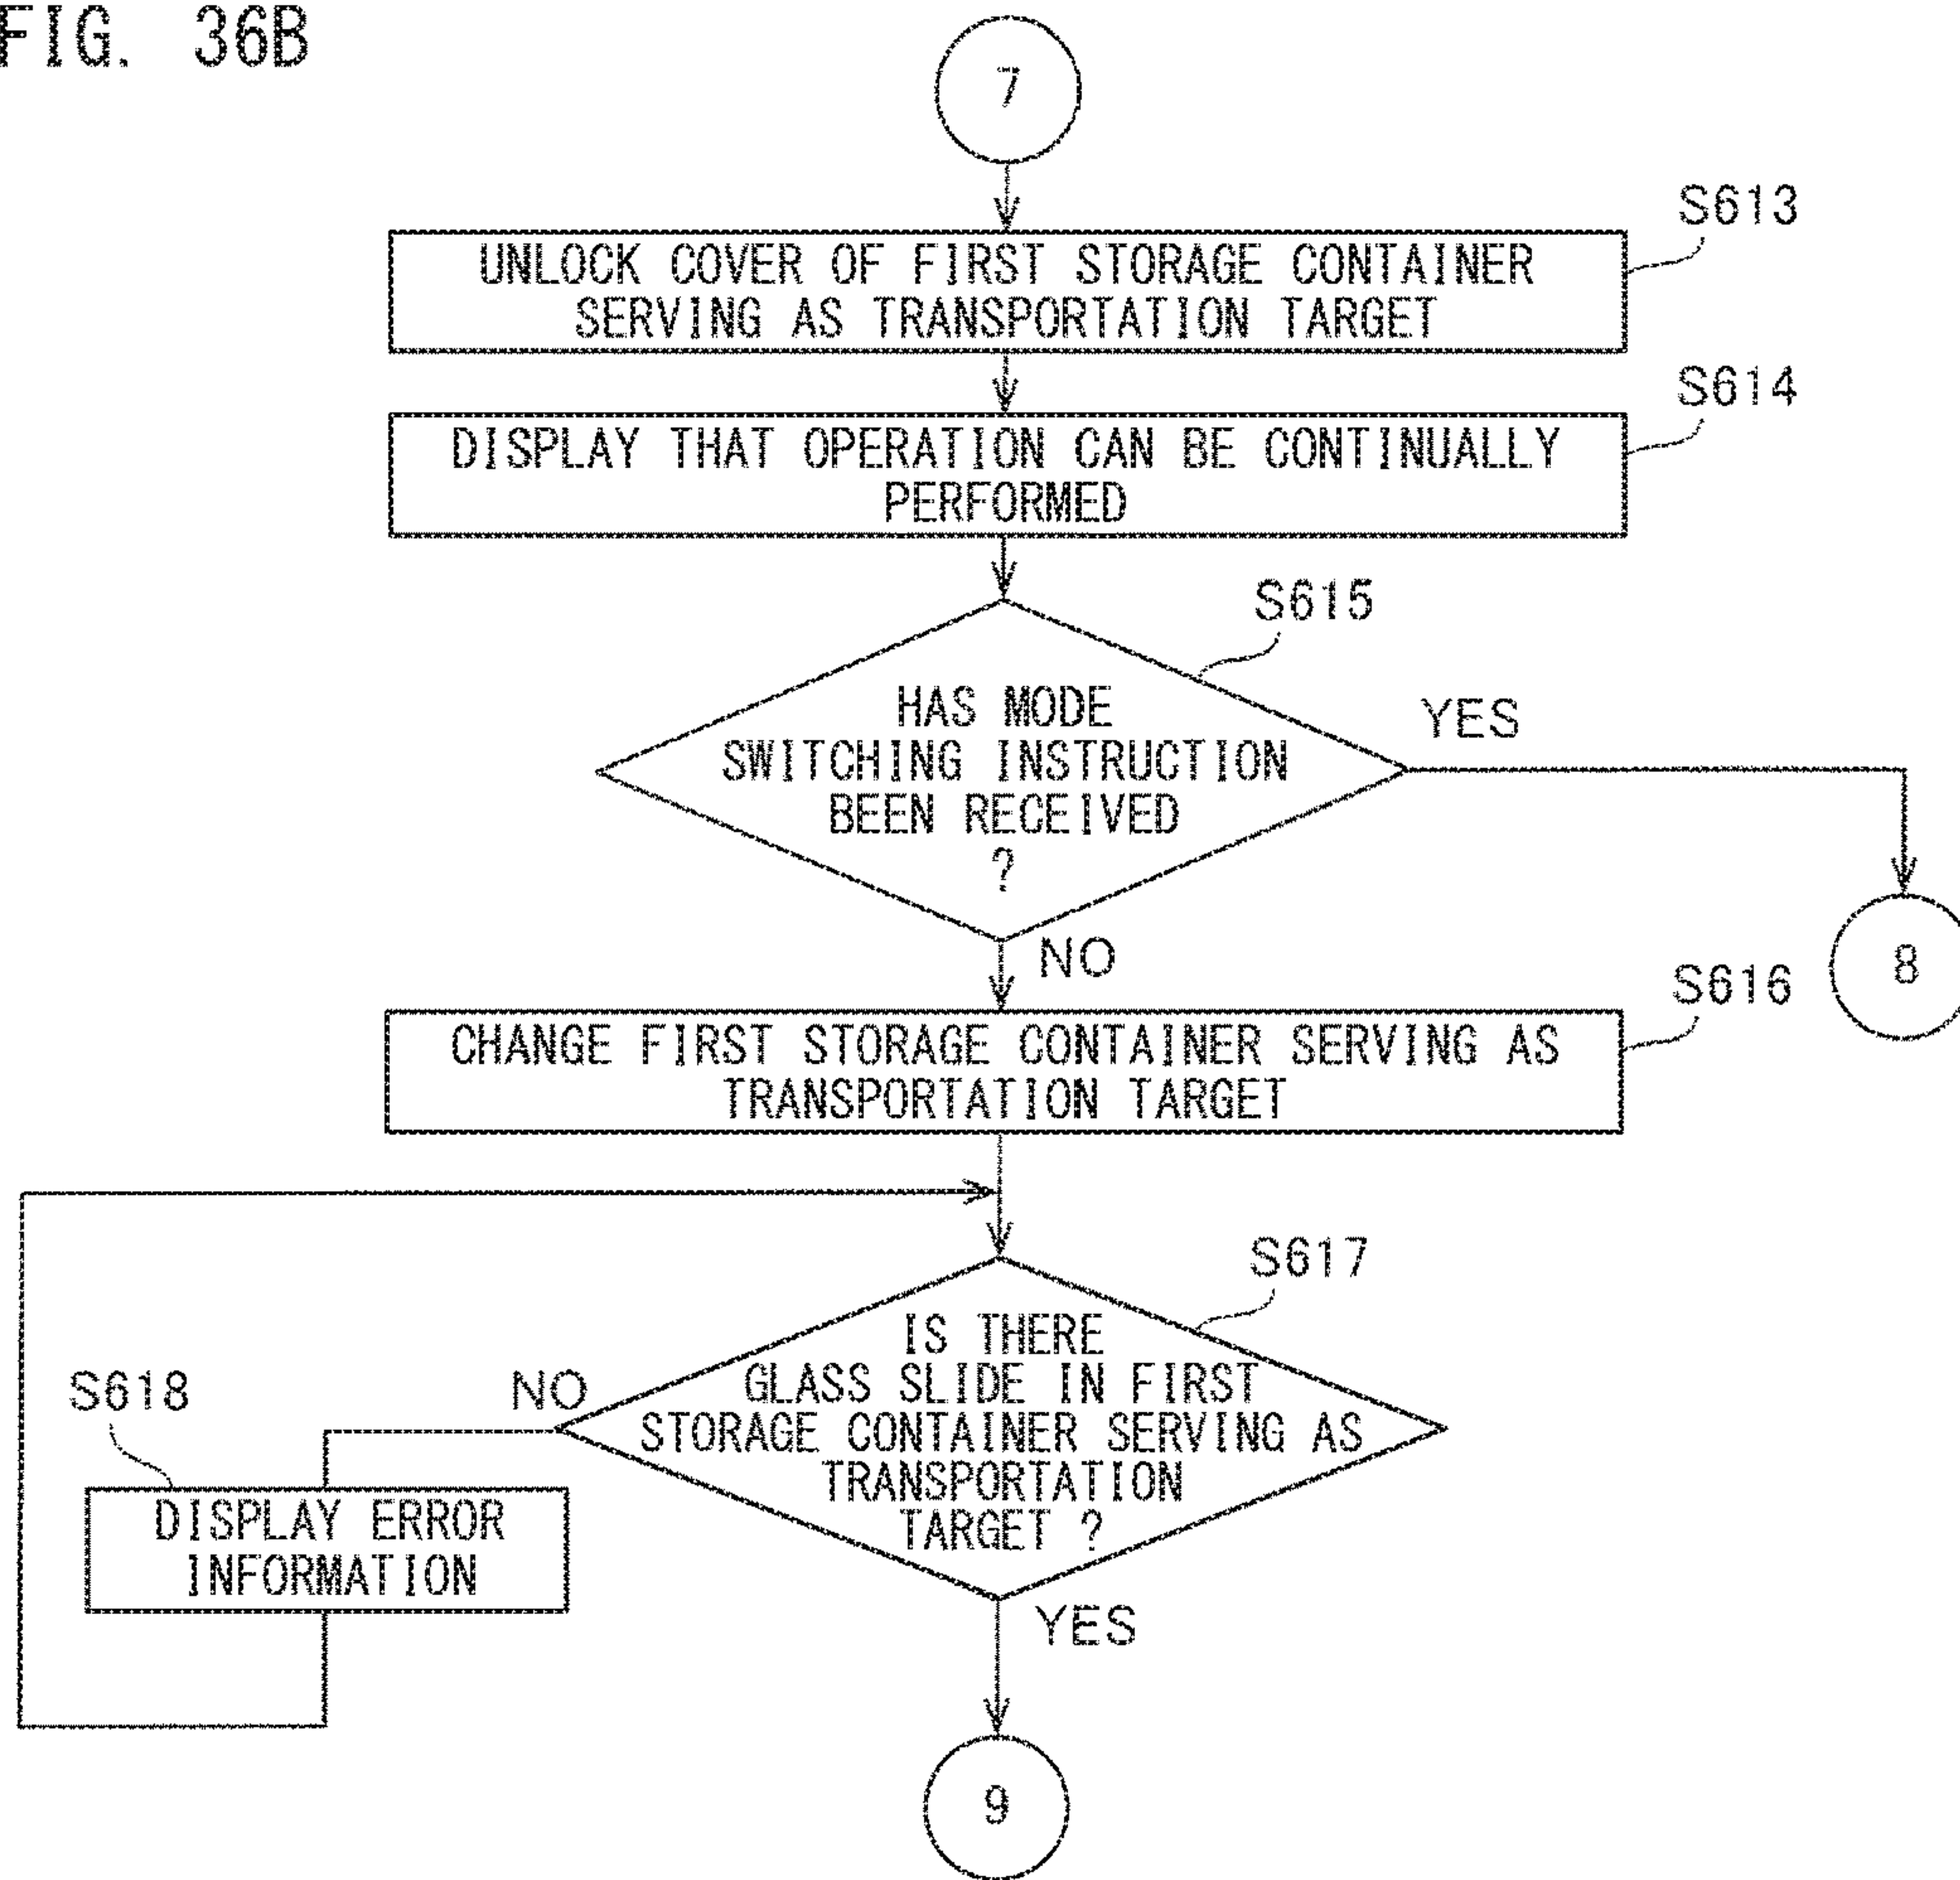 FIG. 36B
7
S613
UNLOCK COVER OF FIRST STORAGE CONTAINER
SERVING AS TRANSPORTATION TARGET
S614
DISPLAY THAT OPERATION CAN BE CONTINUALLY
PERFORMED
S615
HAS MODE
SWITCHING INSTRUCTION
BEEN RECEIVED
?
YES
NO
8
S616
CHANGE FIRST STORAGE CONTAINER SERVING AS
TRANSPORTATION TARGET
S617
IS THERE
GLASS SLIDE IN FIRST
STORAGE CONTAINER SERVING AS
TRANSPORTATION
TARGET ?
NO
S618
DISPLAY ERROR
INFORMATION
YES
9